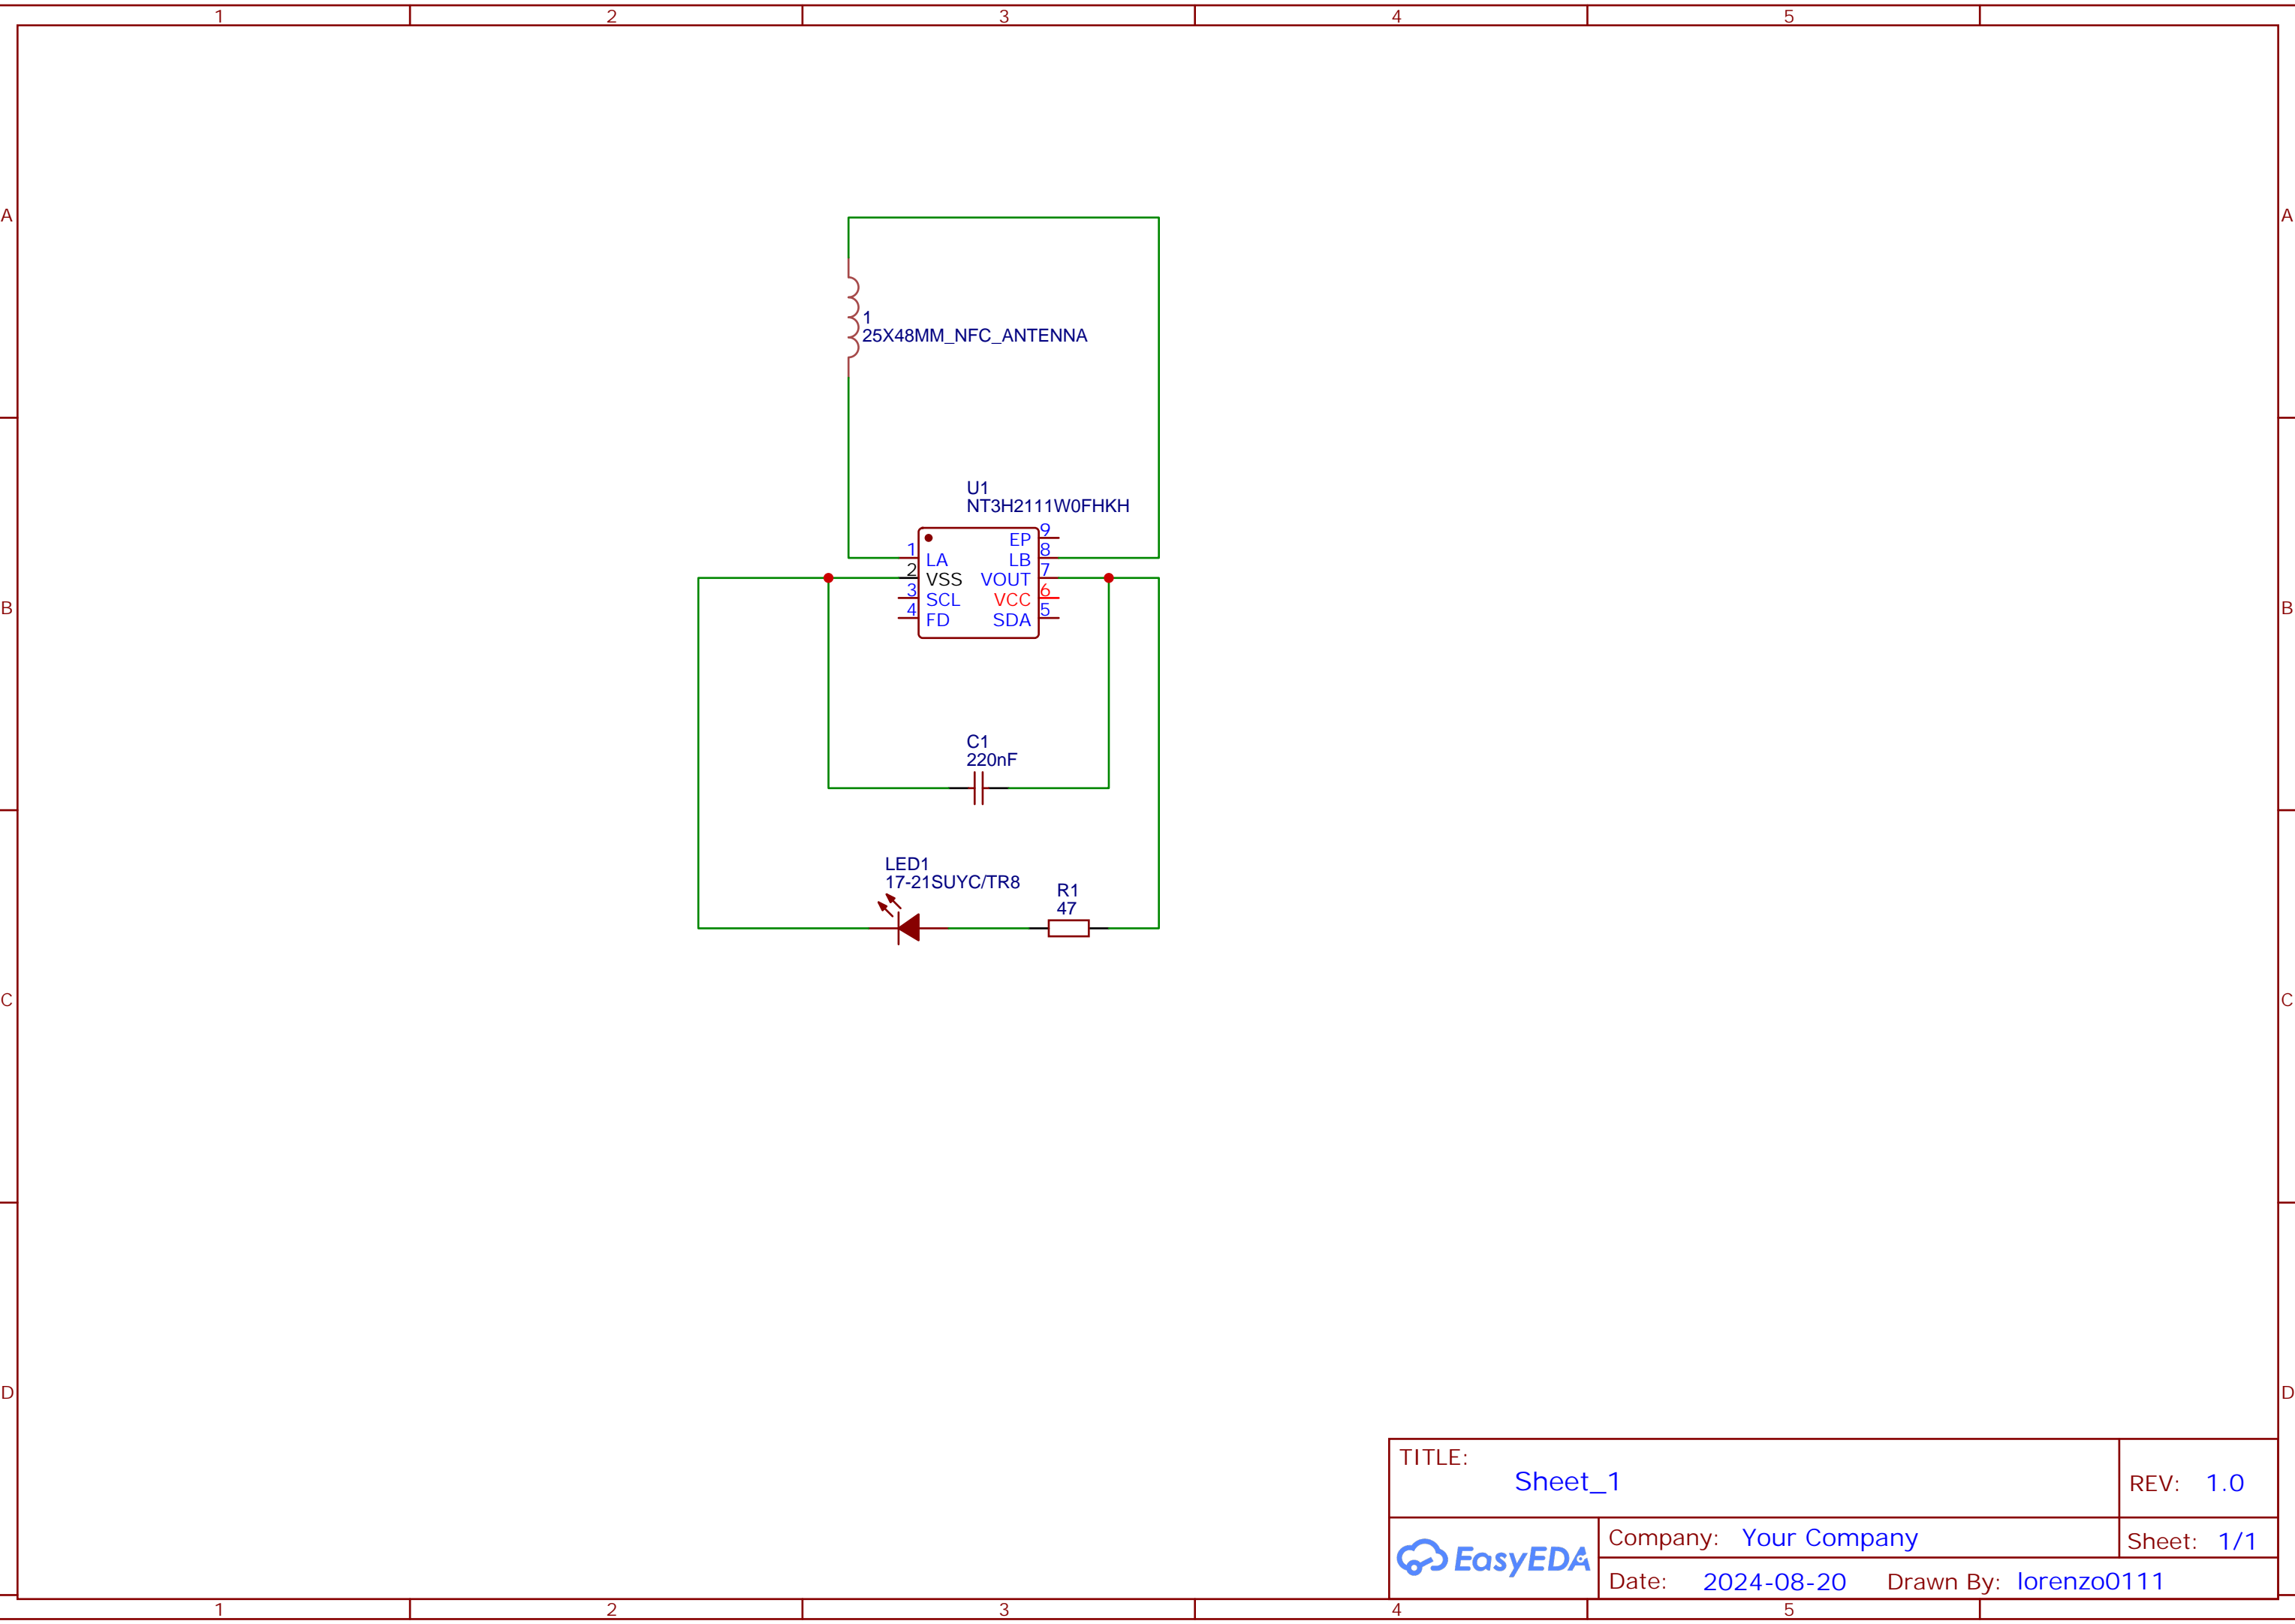 1 2 3 4 5
A A
1
25X48MM_NFC_ANTENNA
U1
NT3H2111W0FHKH
EP 9
1 LA LB 8
2 VSS VOUT 7
3 SCL VCC 6
4 FD SDA 5
B B
C1
220nF
LED1
17-21SUYC/TR8
R1
47
C C
D D
TITLE:
Sheet_1
REV: 1.0
EasyEDA
Company: Your Company
Sheet: 1/1
Date: 2024-08-20 Drawn By: lorenzo0111
1 2 3 4 5